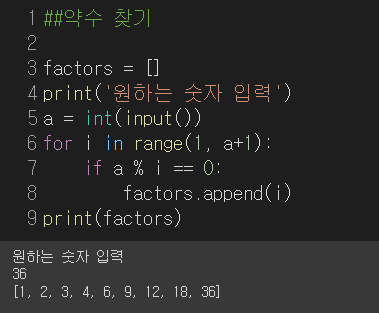 1 ##약수 찾기
2
3 factors = []
4 print('원하는 숫자 입력')
5 a = int(input())
6 for i in range(1, a+1):
7     if a % i == 0:
8         factors.append(i)
9 print(factors)
원하는 숫자 입력
36
[1, 2, 3, 4, 6, 9, 12, 18, 36]